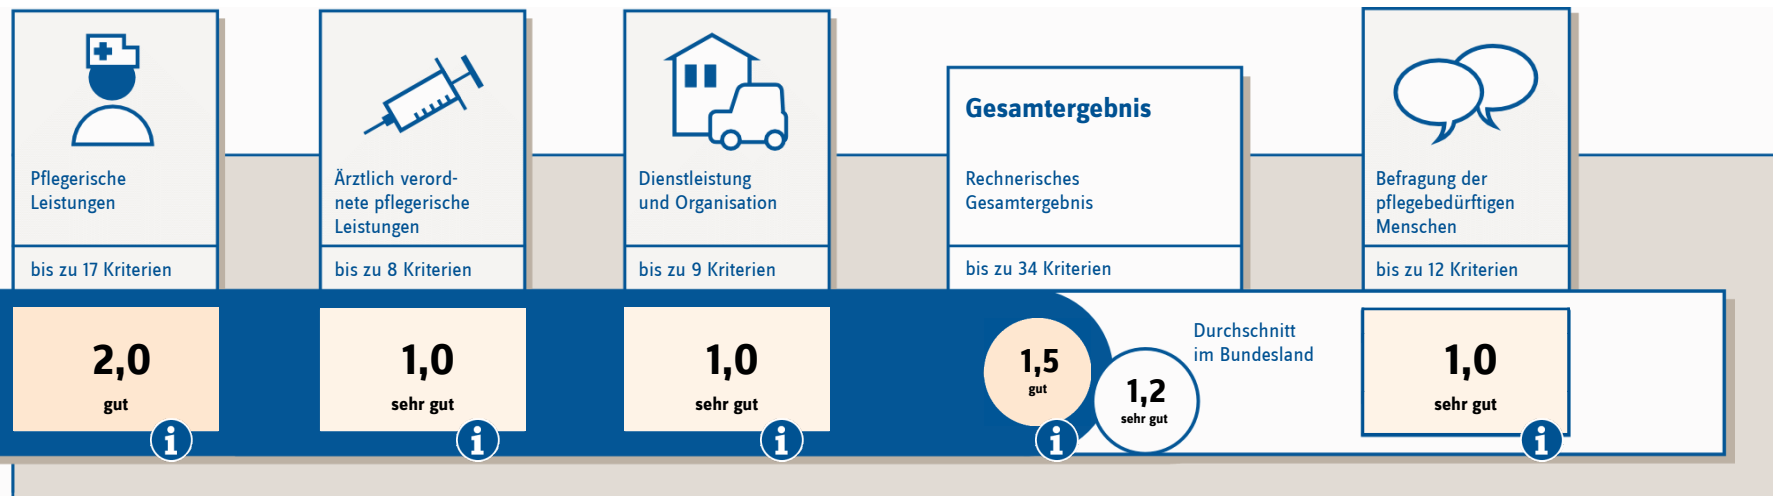 Pflegerische
Leistungen
bis zu 17 Kriterien
2,0
gut
Ärztlich verord-
nete pflegerische
Leistungen
bis zu 8 Kriterien
1,0
sehr gut
Dienstleistung
und Organisation
bis zu 9 Kriterien
1,0
sehr gut
Gesamtergebnis
Rechnerisches
Gesamtergebnis
bis zu 34 Kriterien
1,5
gut
1,2
sehr gut
Durchschnitt
im Bundesland
Befragung der
pflegebedürftigen
Menschen
bis zu 12 Kriterien
1,0
sehr gut